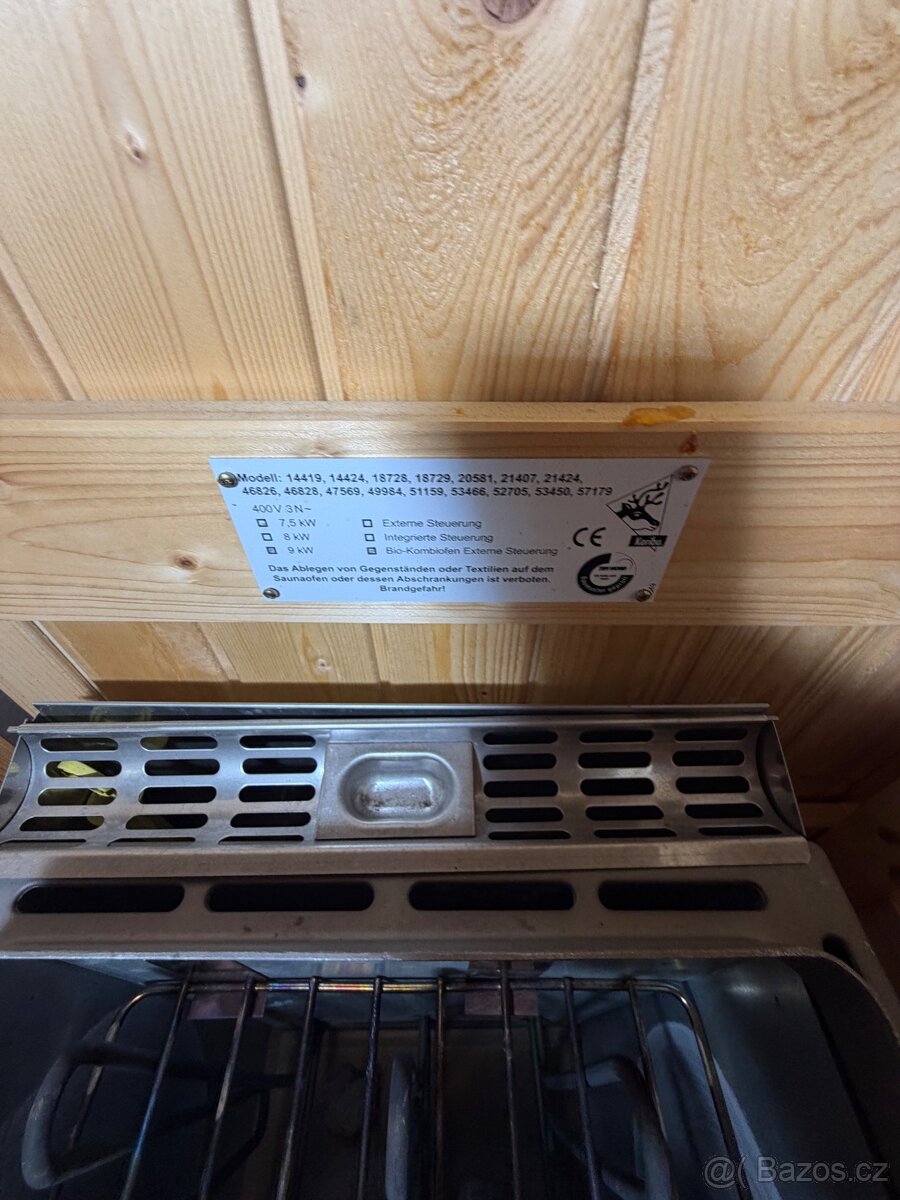 Modell: 14419, 14424, 18728, 18729, 20581, 21407, 21424,
46826, 46828, 47569, 49984, 51159, 53466, 52705, 53450, 57179
400V 3N~
7,5 kW
Externe Steuerung
8 kW
Integrierte Steuerung
9 kW
Bio-Kombiofen Externe Steuerung
CE
Karibu
Das Ablegen von Gegenständen oder Textilien auf dem
Saunaofen oder dessen Abschrankungen ist verboten.
Brandgefahr!
@( Bazos.cz